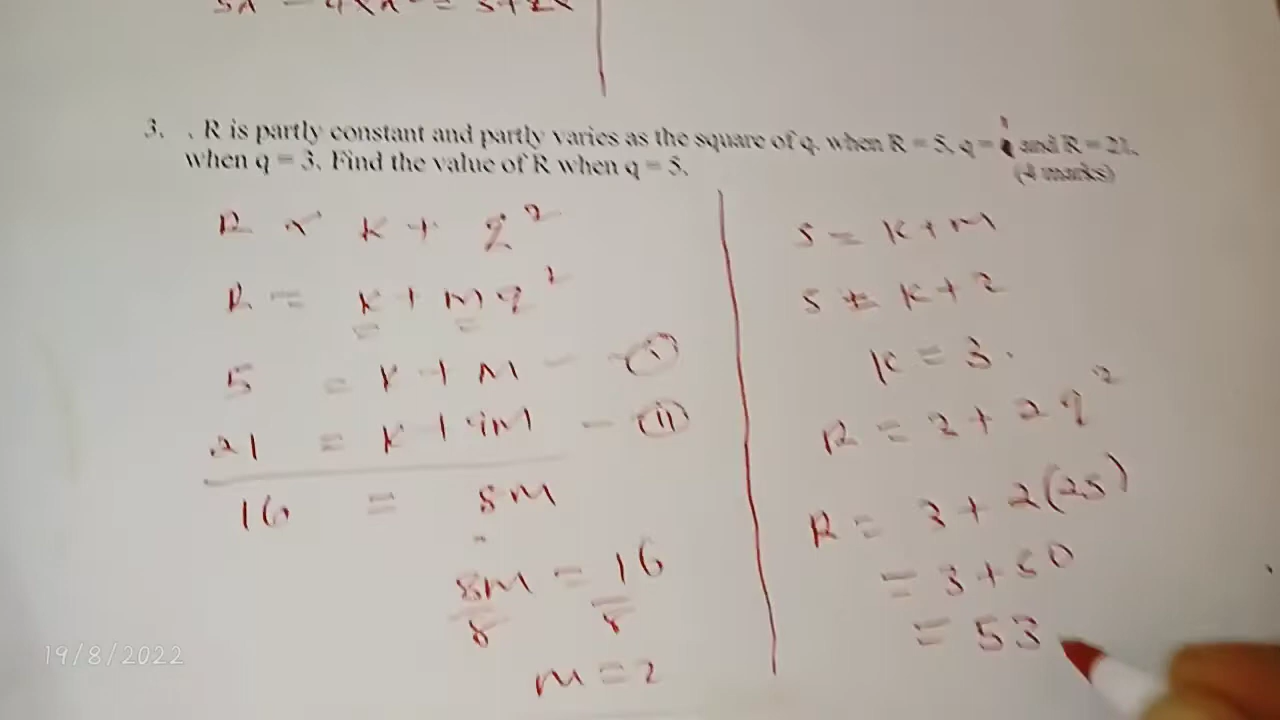 3. . R is partly constant and partly varies as the square of q. when R = 5, q = and R = 21,
when q = 3. Find the value of R when q = 5.
(4 marks)
R ∝ k + q²
R = k + mq²
5 = k + m - (i)
21 = k + 9m - (ii)
16 = 8m
8m = 16
8 8
m = 2
5 = k + m
5 = k + 2
k = 3.
R = 3 + 2q²
R = 3 + 2(25)
= 3 + 50
= 53
19/8/2022